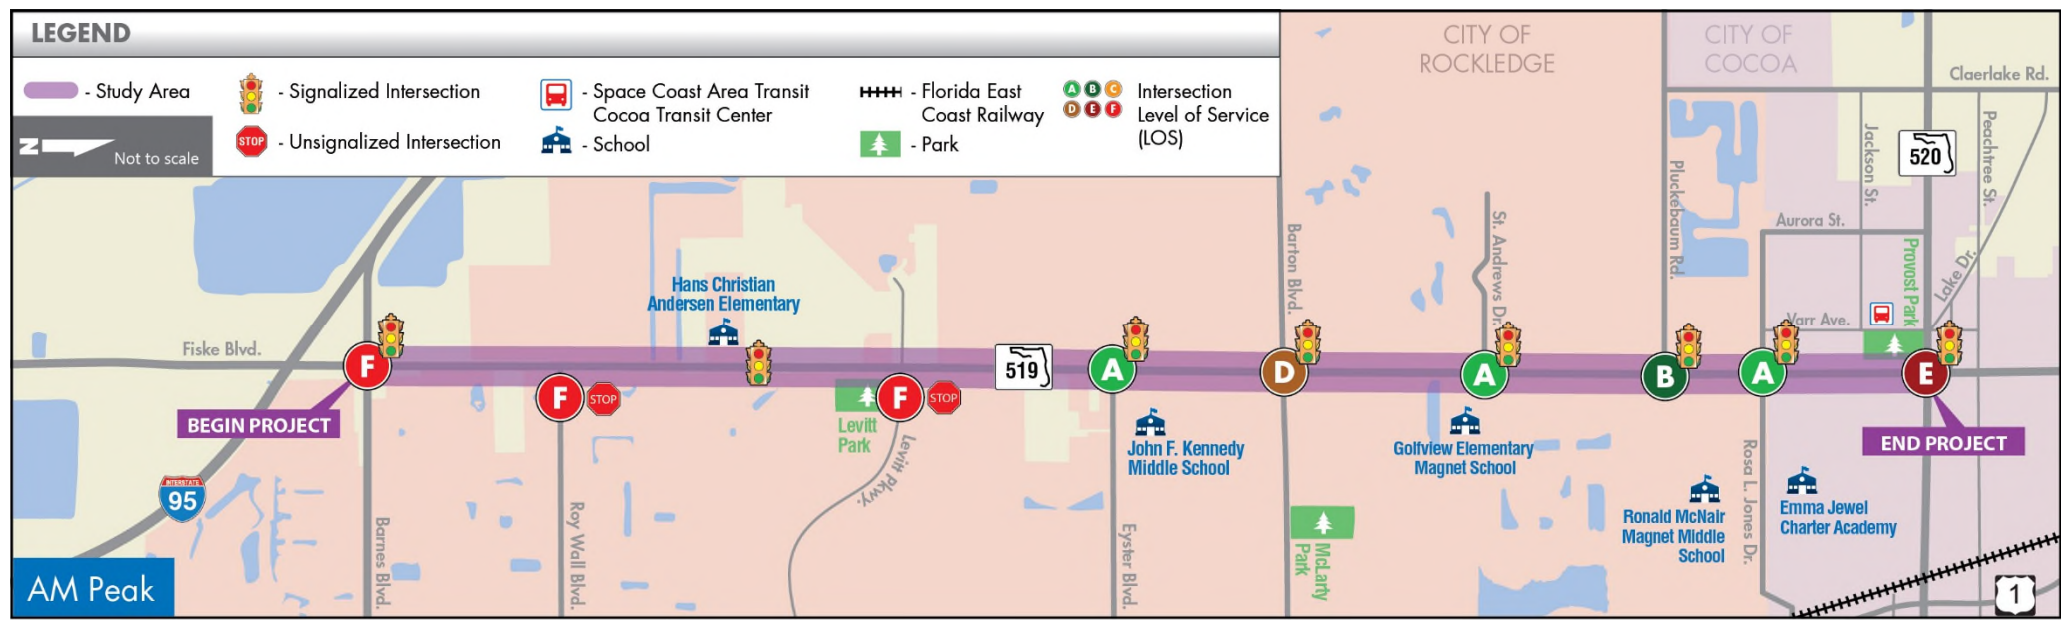 LEGEND
- Study Area
N
Not to scale
- Signalized Intersection
STOP
- Unsignalized Intersection
- Space Coast Area Transit
Cocoa Transit Center
- School
- Florida East
Coast Railway
- Park
A B C
D E F
Intersection
Level of Service
(LOS)
CITY OF
ROCKLEDGE
CITY OF
COCOA
Claerlake Rd.
Jackson St.
520
Peachtree St.
Pluckebaum Rd.
Aurora St.
Provost Park
Lake Dr.
Varr Ave.
Barton Blvd.
St. Andrews Dr.
Hans Christian
Andersen Elementary
Fiske Blvd.
F
F
STOP
F
STOP
519
A
D
A
B
A
E
BEGIN PROJECT
END PROJECT
Levitt
Park
Levitt Pkwy.
John F. Kennedy
Middle School
Golfview Elementary
Magnet School
INTERSTATE
95
Barnes Blvd.
Roy Wall Blvd.
Eyster Blvd.
McLarty
Park
Ronald McNair
Magnet Middle
School
Rosa L. Jones Dr.
Emma Jewel
Charter Academy
AM Peak
1